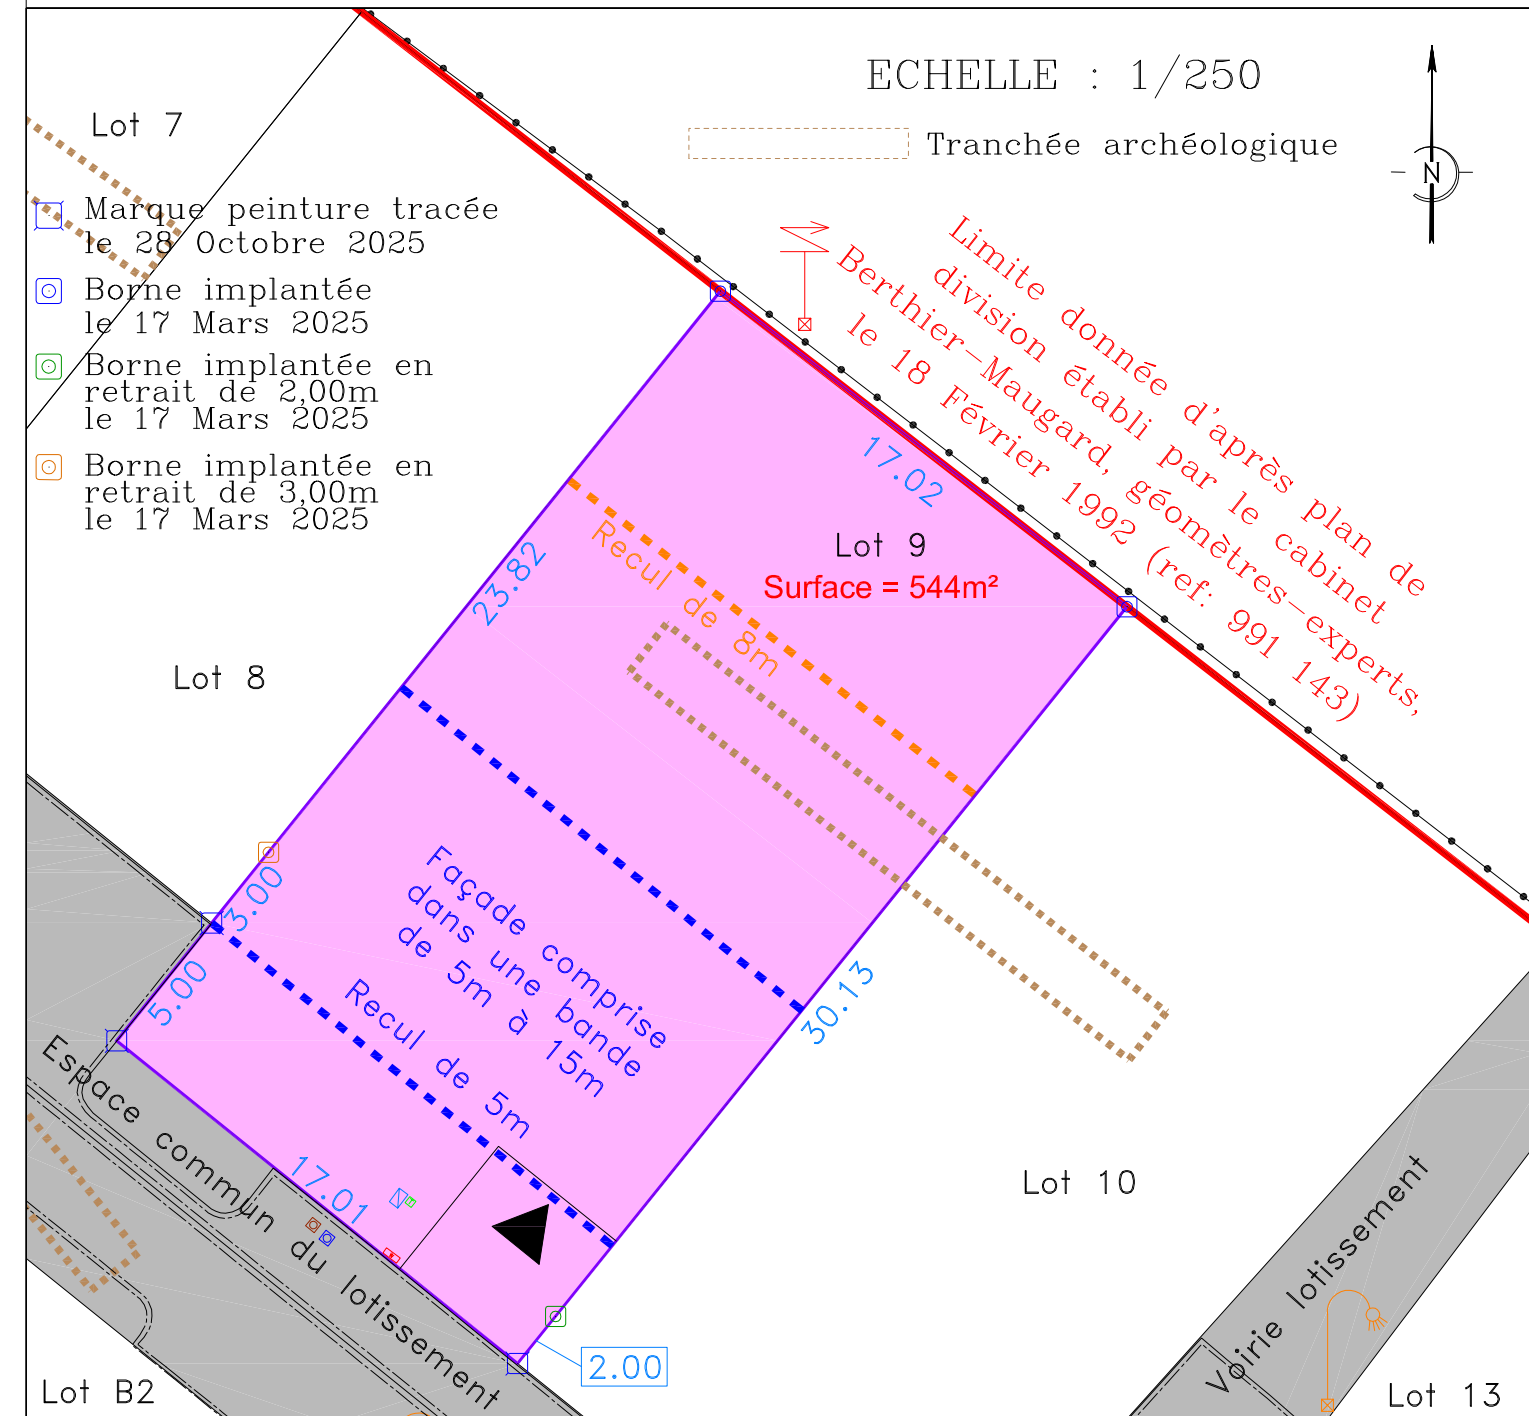 ECHELLE : 1/250
Tranchée archéologique
N
Lot 7
Marque peinture tracée
le 28 Octobre 2025
Borne implantée
le 17 Mars 2025
Borne implantée en
retrait de 2,00m
le 17 Mars 2025
Borne implantée en
retrait de 3,00m
le 17 Mars 2025
Limite donnée d'après plan de
division établi par le cabinet
Berthier-Maugard, géomètres-experts,
le 18 Février 1992 (ref: 991 143)
17.02
Lot 9
Surface = 544m²
Recul de 8m
23.82
Lot 8
3.00
5.00
Façade comprise
dans une bande
de 5m à 15m
Recul de 5m
30.13
17.01
Espace commun du lotissement
2.00
Lot 10
Voirie lotissement
Lot B2
Lot 13